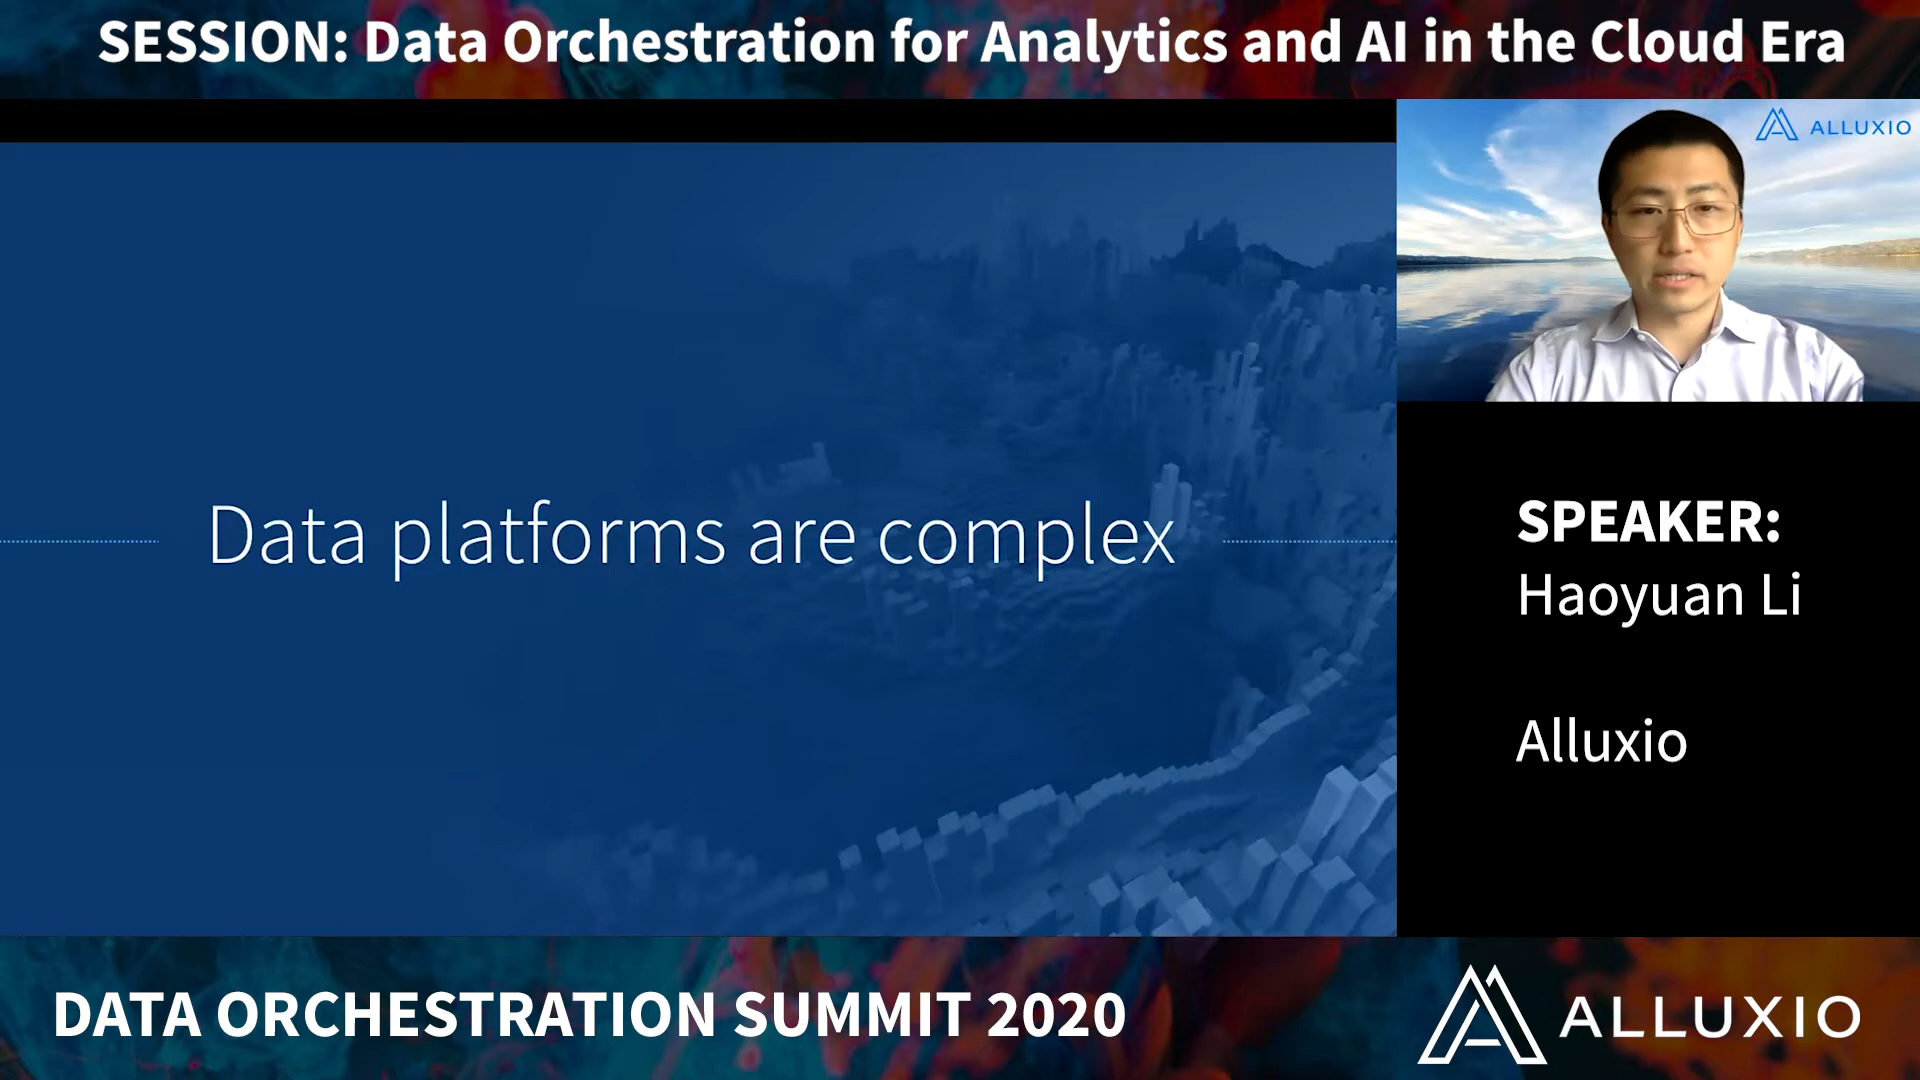 SESSION: Data Orchestration for Analytics and AI in the Cloud Era
ALLUXIO
Data platforms are complex
SPEAKER:
Haoyuan Li
Alluxio
DATA ORCHESTRATION SUMMIT 2020
ALLUXIO